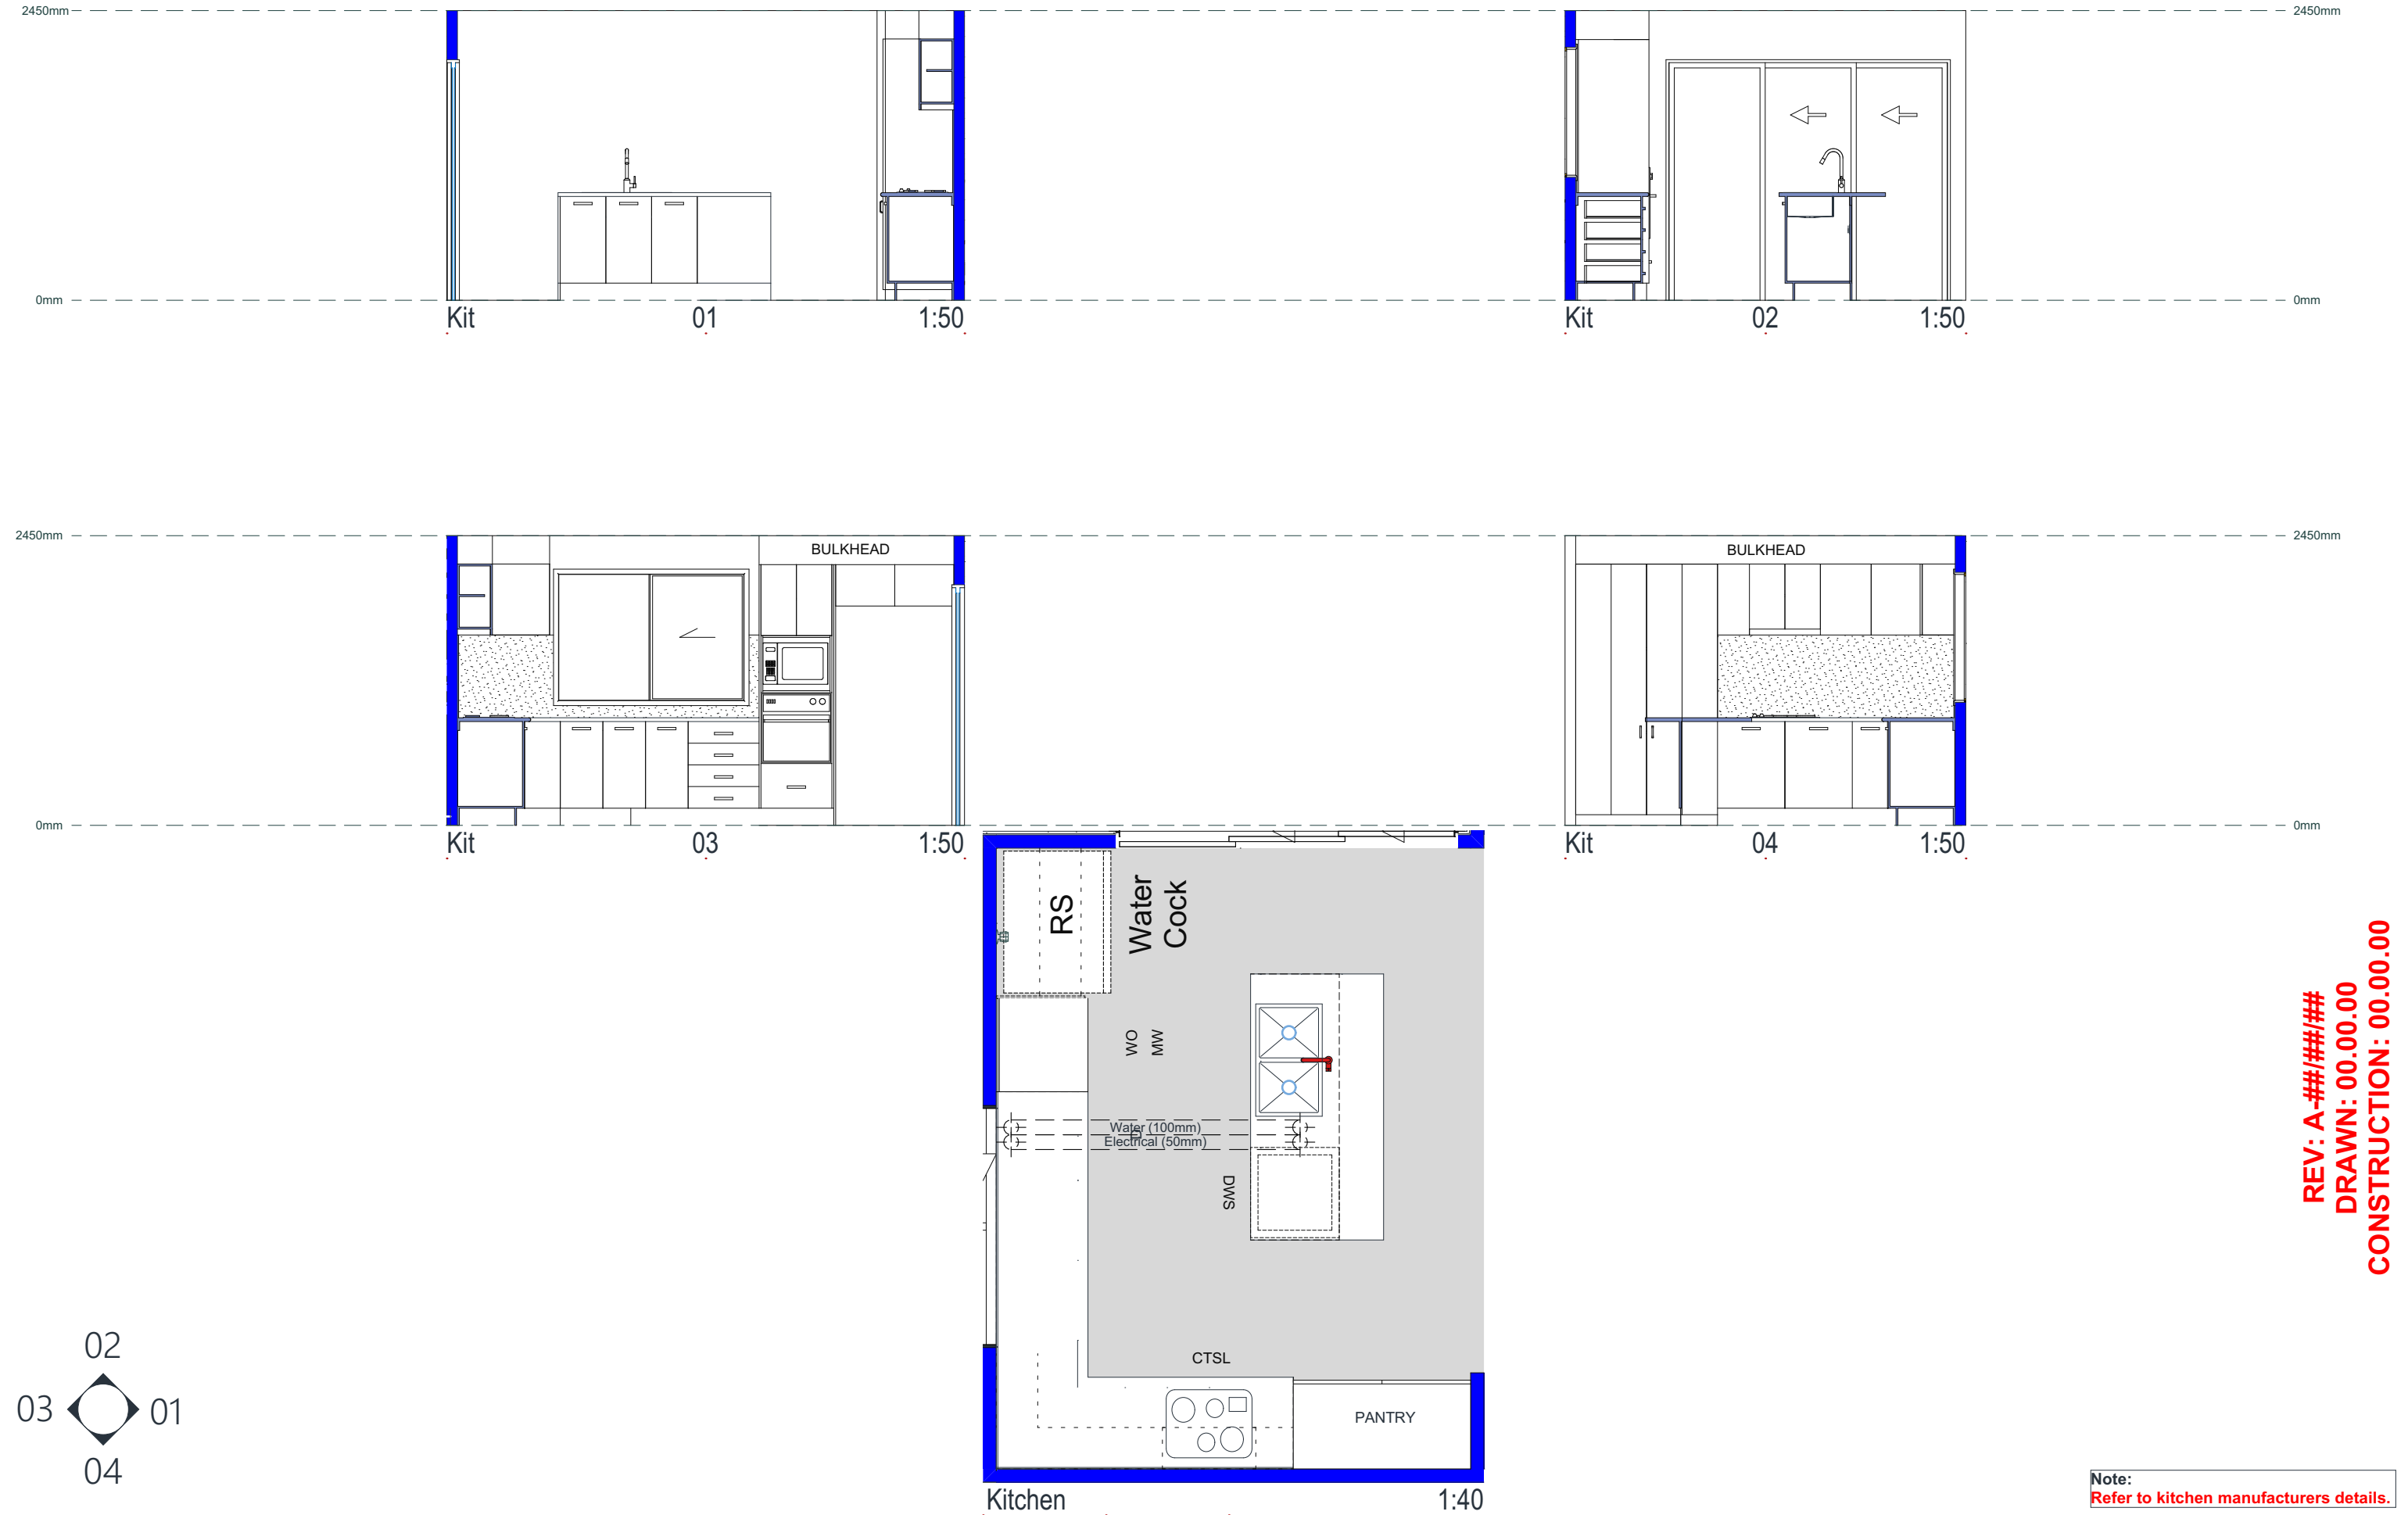 2450mm
2450mm
0mm
0mm
Kit 01 1:50
Kit 02 1:50
2450mm
BULKHEAD
BULKHEAD
2450mm
0mm
0mm
Kit 03 1:50
Kit 04 1:50
RS
Water
Cock
WO
MW
Water (100mm)
Electrical (50mm)
DWS
CTSL
PANTRY
Kitchen 1:40
02
03
01
04
REV: A-##/##/##
DRAWN: 00.00.00
CONSTRUCTION: 00.00.00
Note:
Refer to kitchen manufacturers details.